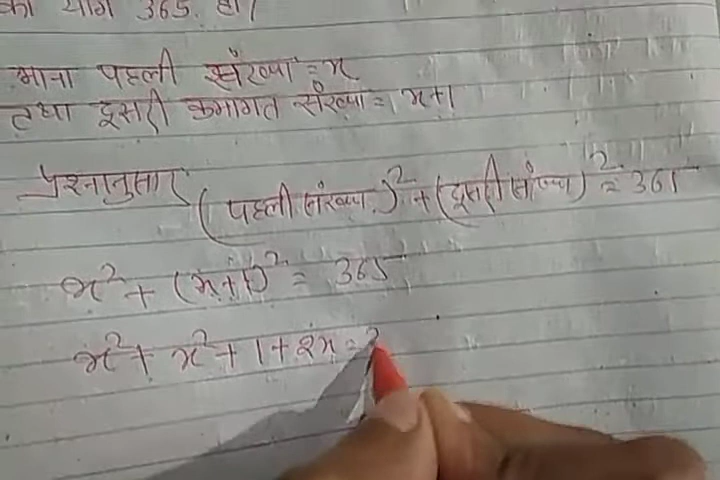 का योग 365 हो।
माना पहली संख्या = x
तथा दूसरी क्रमागत संख्या = x+1
प्रश्नानुसार
(पहली संख्या)² + (दूसरी संख्या)² = 365
x² + (x+1)² = 365
x² + x² + 1 + 2x = 3